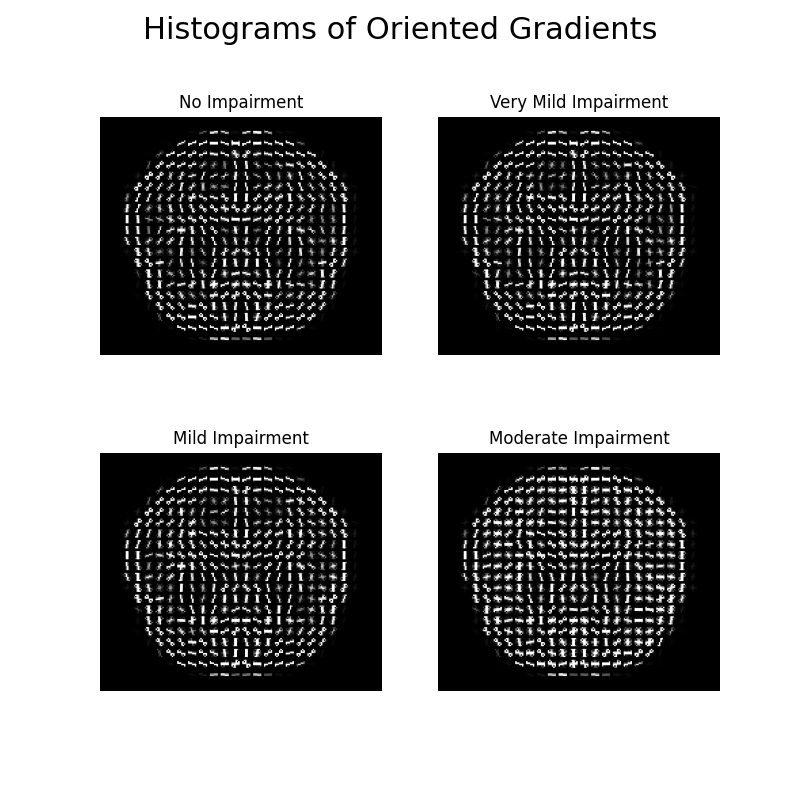 Histograms of Oriented Gradients
No Impairment
Very Mild Impairment
Mild Impairment
Moderate Impairment